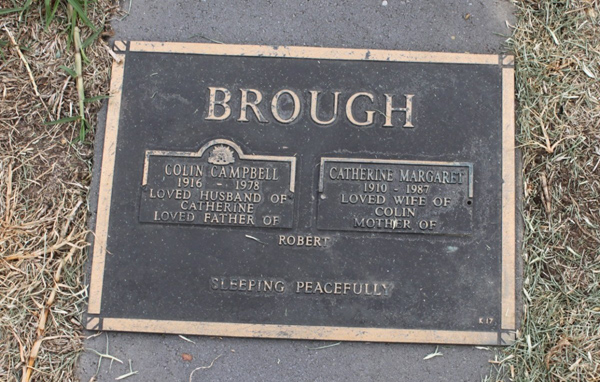 BROUGH
COLIN CAMPBELL
1916 - 1978
LOVED HUSBAND OF
CATHERINE
LOVED FATHER OF
CATHERINE MARGARET
1910 - 1987
LOVED WIFE OF
COLIN
MOTHER OF
ROBERT
SLEEPING PEACEFULLY
E 17